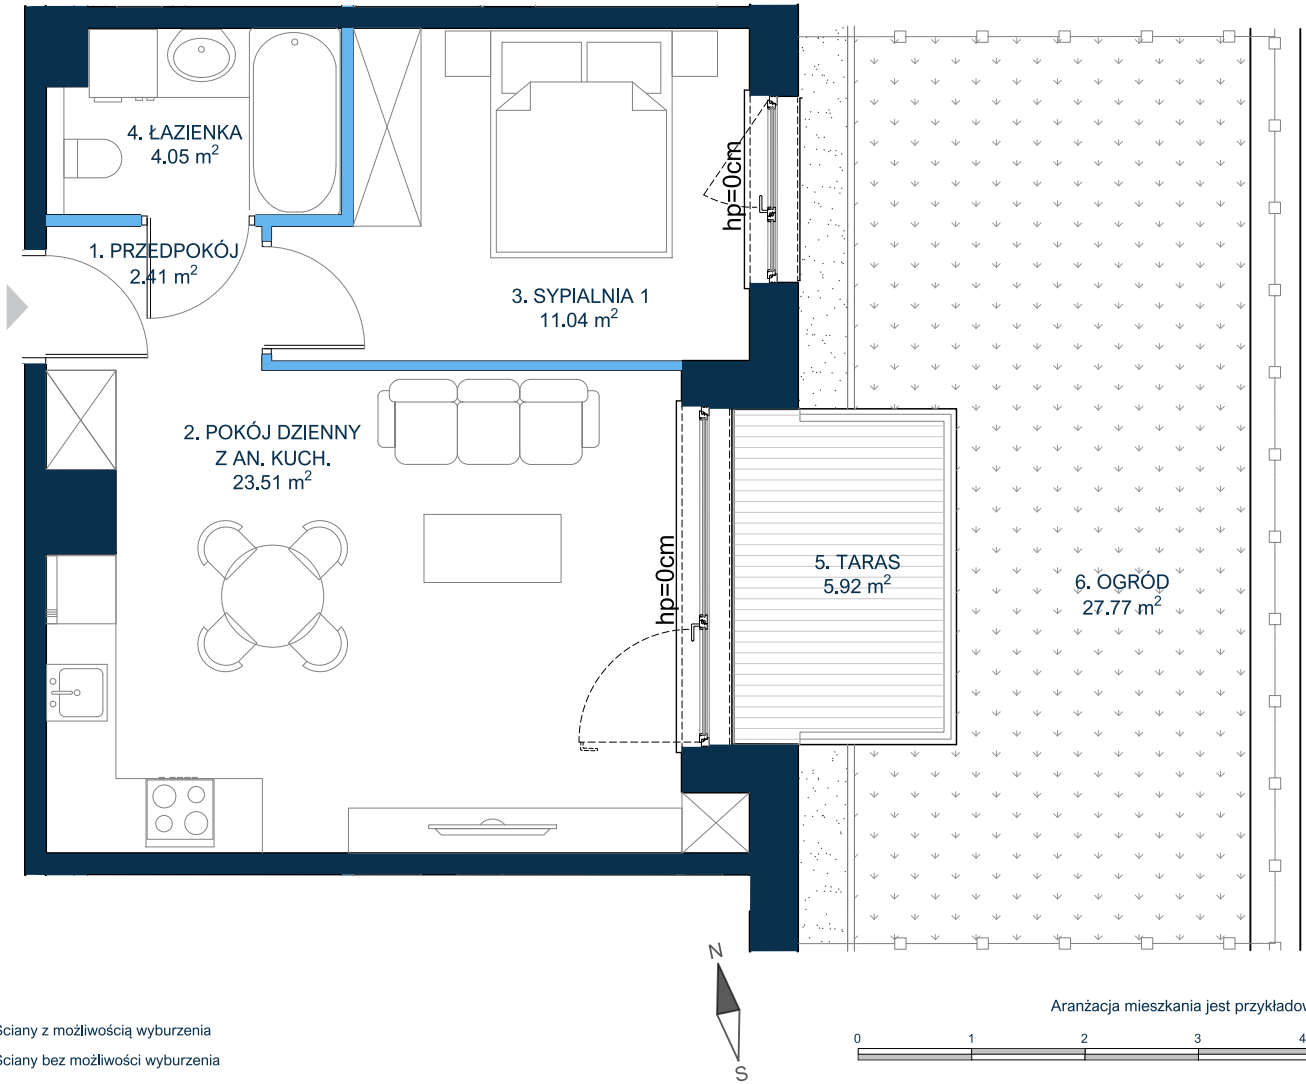 4. ŁAZIENKA
4.05 m²
1. PRZEDPOKÓJ
2.41 m²
3. SYPIALNIA 1
11.04 m²
hp=0cm
2. POKÓJ DZIENNY
Z AN. KUCH.
23.51 m²
hp=0cm
5. TARAS
5.92 m²
6. OGRÓD
27.77 m²
N
S
Ściany z możliwością wyburzenia
Ściany bez możliwości wyburzenia
Aranżacja mieszkania jest przykładow
0 1 2 3 4